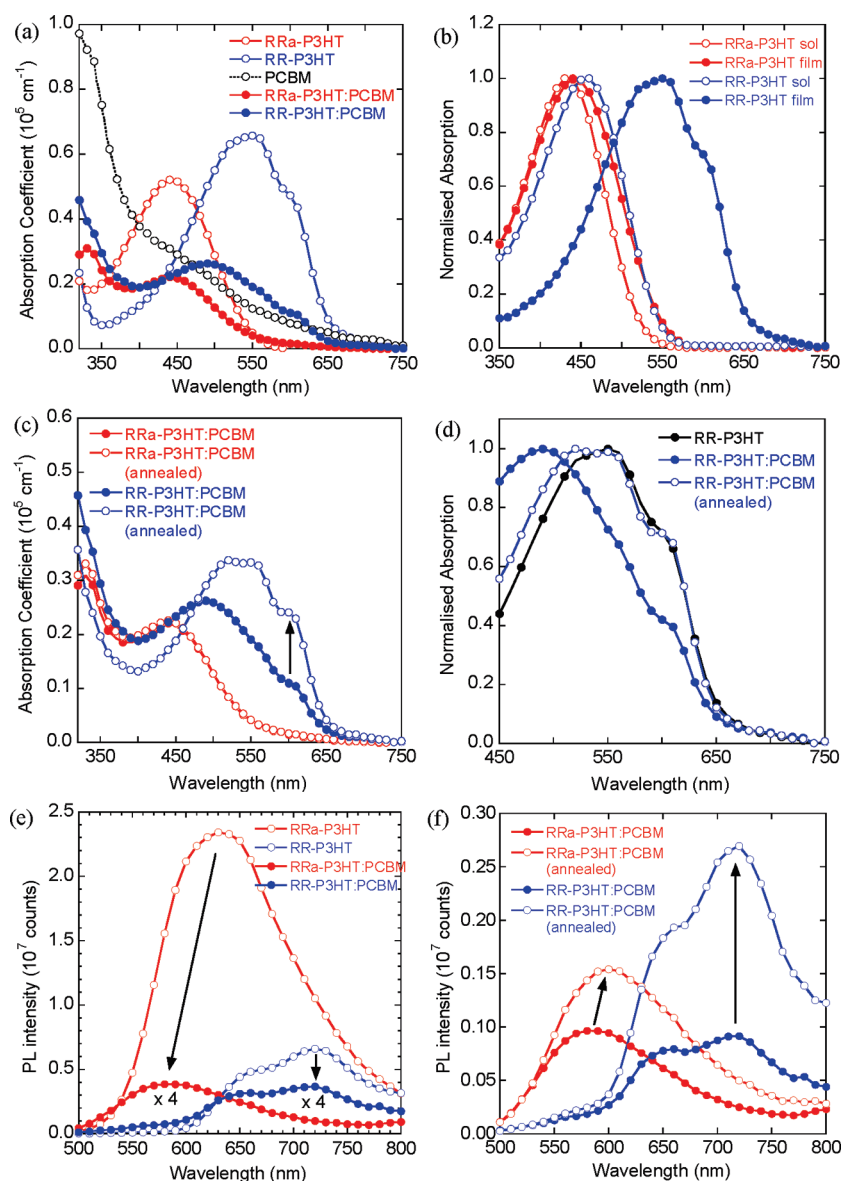 (a)
RRa-P3HT
RR-P3HT
PCBM
RRa-P3HT:PCBM
RR-P3HT:PCBM
Absorption Coefficient (10⁵ cm⁻¹)
1.0
0.8
0.6
0.4
0.2
0.0
350 450 550 650 750
Wavelength (nm)
(b)
RRa-P3HT sol
RRa-P3HT film
RR-P3HT sol
RR-P3HT film
Normalised Absorption
1.0
0.8
0.6
0.4
0.2
0.0
350 450 550 650 750
Wavelength (nm)
(c)
RRa-P3HT:PCBM
RRa-P3HT:PCBM
(annealed)
RR-P3HT:PCBM
RR-P3HT:PCBM
(annealed)
Absorption Coefficient (10⁵ cm⁻¹)
0.6
0.5
0.4
0.3
0.2
0.1
0.0
350 450 550 650 750
Wavelength (nm)
(d)
RR-P3HT
RR-P3HT:PCBM
RR-P3HT:PCBM
(annealed)
Normalised Absorption
1.0
0.8
0.6
0.4
0.2
0.0
450 550 650 750
Wavelength (nm)
(e)
RRa-P3HT
RR-P3HT
RRa-P3HT:PCBM
RR-P3HT:PCBM
PL intensity (10⁷ counts)
2.5
2.0
1.5
1.0
0.5
0.0
x 4
x 4
500 550 600 650 700 750 800
Wavelength (nm)
(f)
RRa-P3HT:PCBM
RRa-P3HT:PCBM
(annealed)
RR-P3HT:PCBM
RR-P3HT:PCBM
(annealed)
PL intensity (10⁷ counts)
0.30
0.25
0.20
0.15
0.10
0.05
0.00
500 550 600 650 700 750 800
Wavelength (nm)